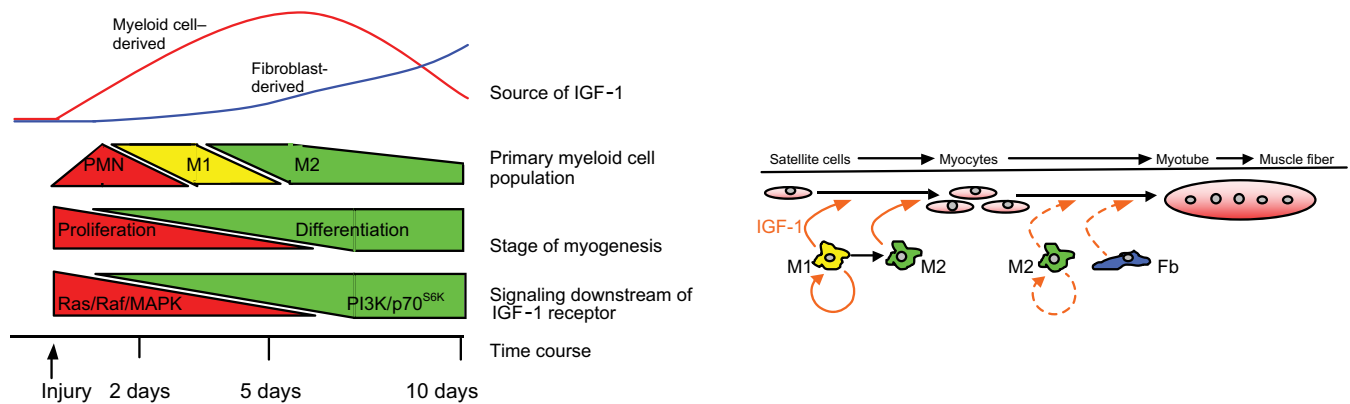 Myeloid cell–
derived
Fibroblast-
derived
Source of IGF-1
PMN
M1
M2
Primary myeloid cell
population
Proliferation
Differentiation
Stage of myogenesis
Ras/Raf/MAPK
PI3K/p70S6K
Signaling downstream of
IGF-1 receptor
Time course
Injury
2 days
5 days
10 days
Satellite cells
Myocytes
Myotube
Muscle fiber
IGF-1
M1
M2
M2
Fb